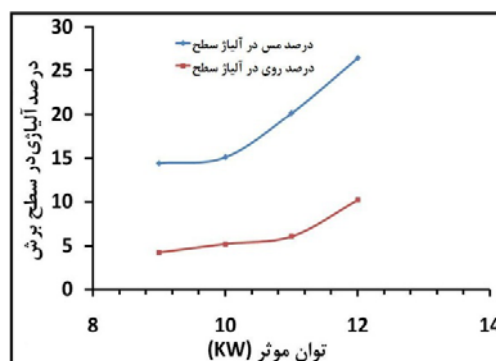 30
25
20
15
10
5
0
درصد آلیاژی در سطح برش
درصد مس در آلیاژ سطح
درصد روی در آلیاژ سطح
8 10 12 14
توان موثر (KW)